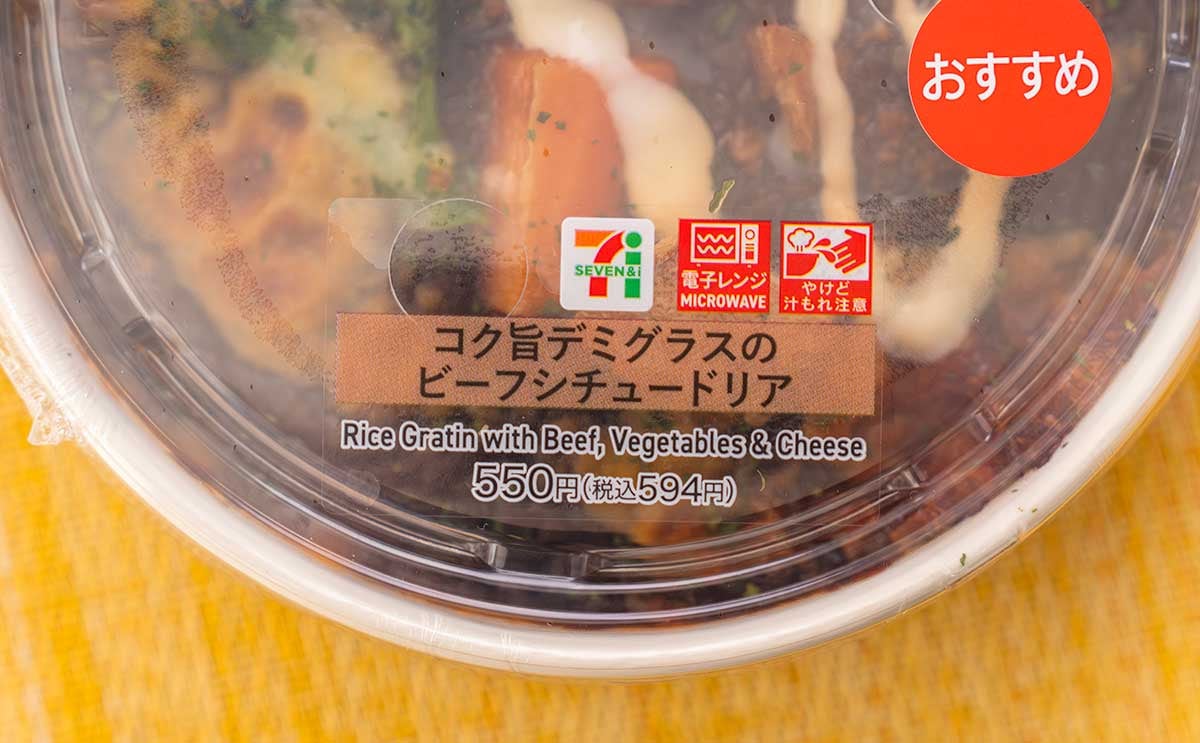 おすすめ
SEVEN&i
電子レンジ
MICROWAVE
やけど
汁もれ注意
コク旨デミグラスの
ビーフシチュードリア
Rice Gratin with Beef, Vegetables & Cheese
550円(税込594円)